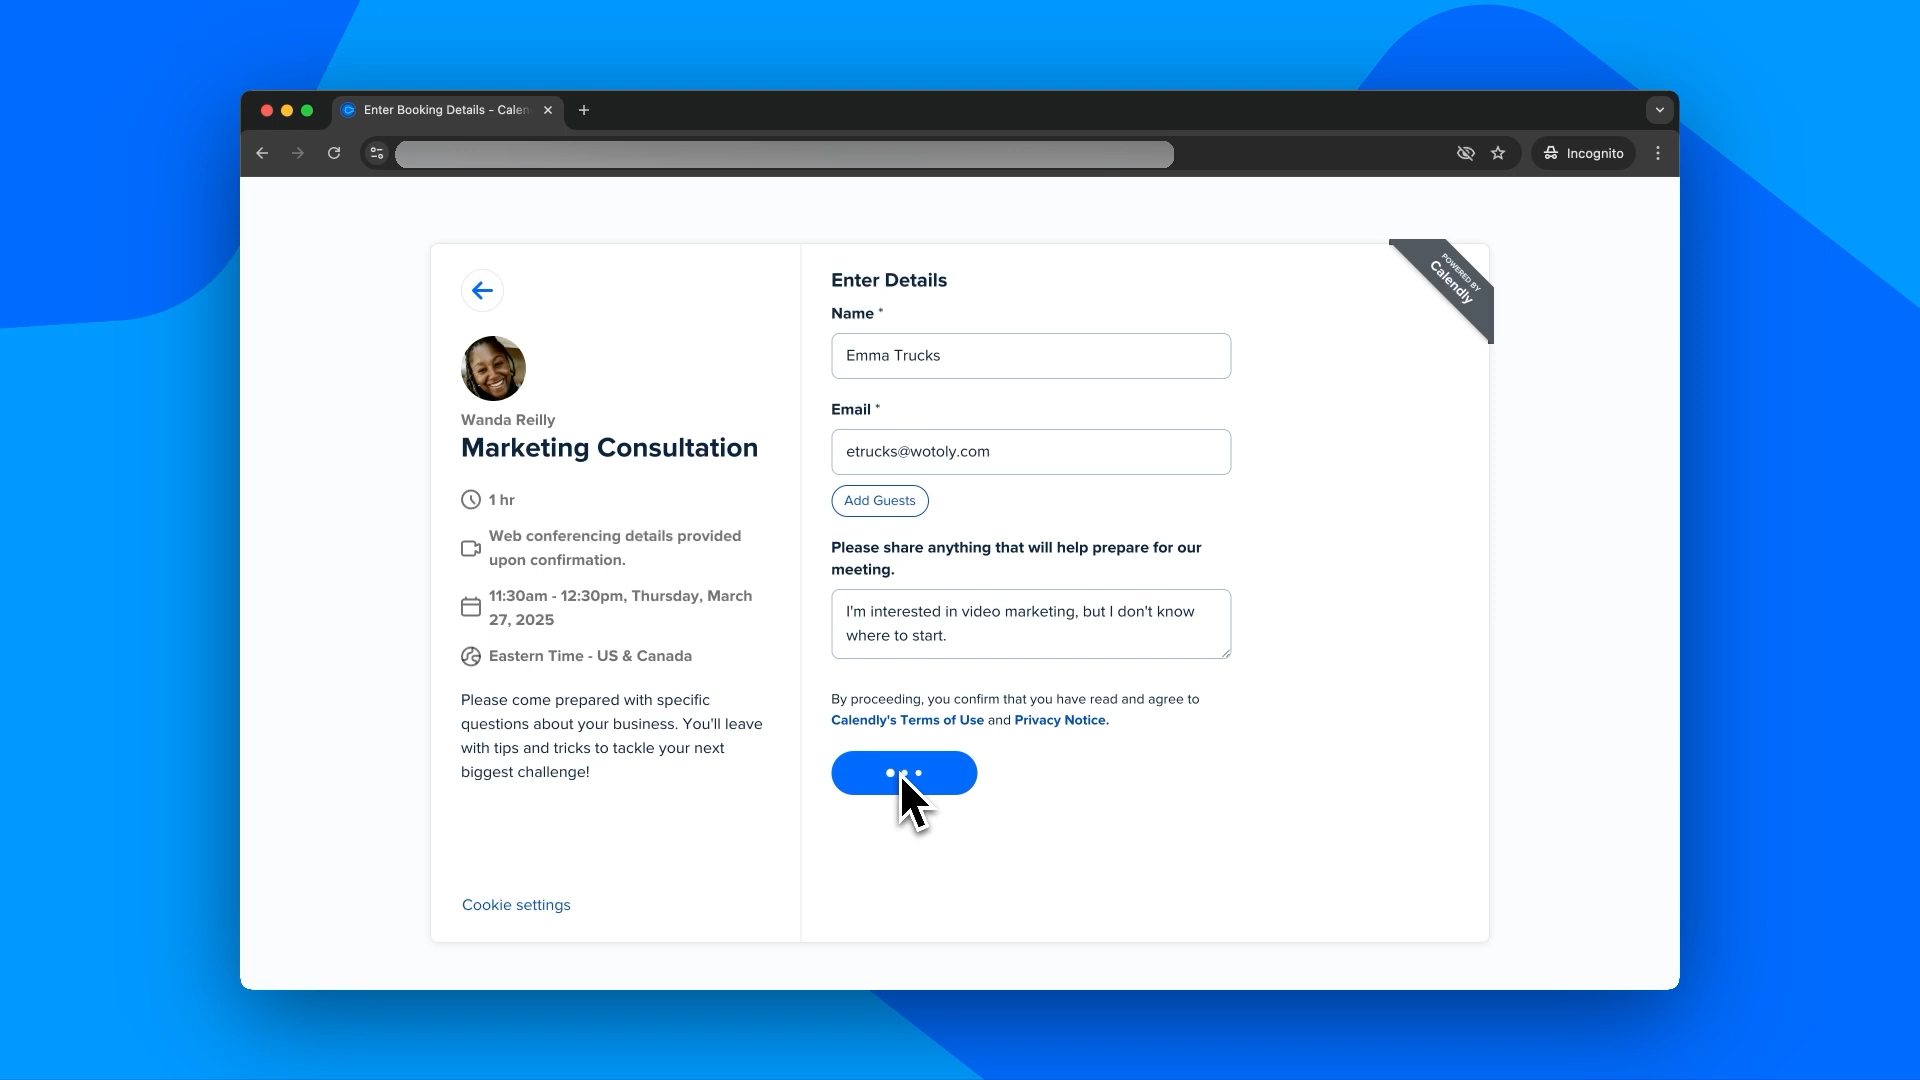 Enter Booking Details - Calen
Incognito
POWERED BY
Calendly
Wanda Reilly
Marketing Consultation
1 hr
Web conferencing details provided
upon confirmation.
11:30am - 12:30pm, Thursday, March
27, 2025
Eastern Time - US & Canada
Please come prepared with specific
questions about your business. You'll leave
with tips and tricks to tackle your next
biggest challenge!
Cookie settings
Enter Details
Name *
Emma Trucks
Email *
etrucks@wotoly.com
Add Guests
Please share anything that will help prepare for our
meeting.
I'm interested in video marketing, but I don't know
where to start.
By proceeding, you confirm that you have read and agree to
Calendly's Terms of Use and Privacy Notice.